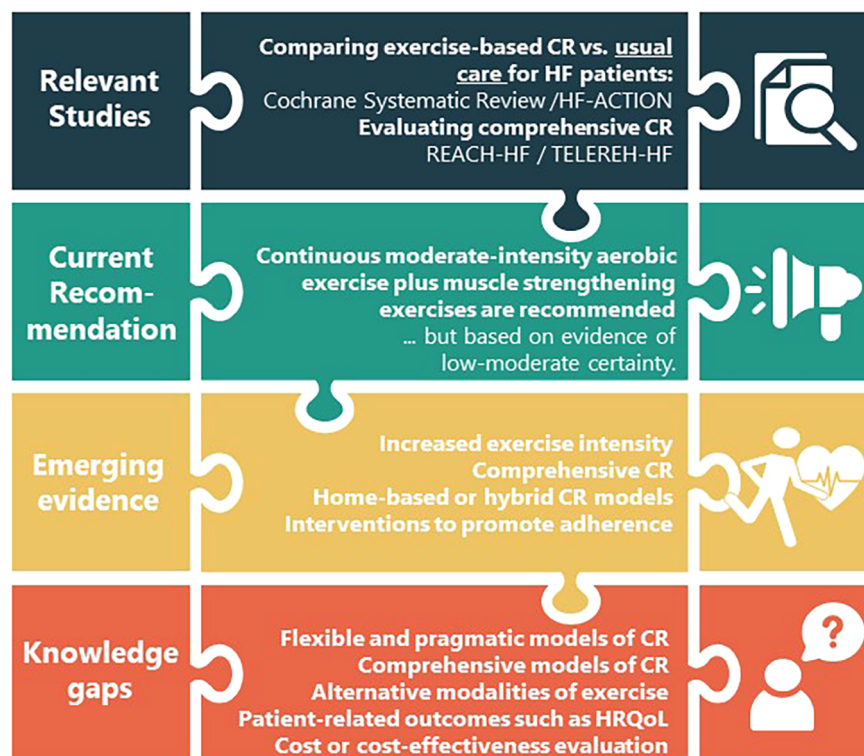 Relevant
Studies
Comparing exercise-based CR vs. usual
care for HF patients:
Cochrane Systematic Review /HF-ACTION
Evaluating comprehensive CR
REACH-HF / TELEREH-HF
Current
Recom-
mendation
Continuous moderate-intensity aerobic
exercise plus muscle strengthening
exercises are recommended
... but based on evidence of
low-moderate certainty.
Emerging
evidence
Increased exercise intensity
Comprehensive CR
Home-based or hybrid CR models
Interventions to promote adherence
Knowledge
gaps
Flexible and pragmatic models of CR
Comprehensive models of CR
Alternative modalities of exercise
Patient-related outcomes such as HRQoL
Cost or cost-effectiveness evaluation
?